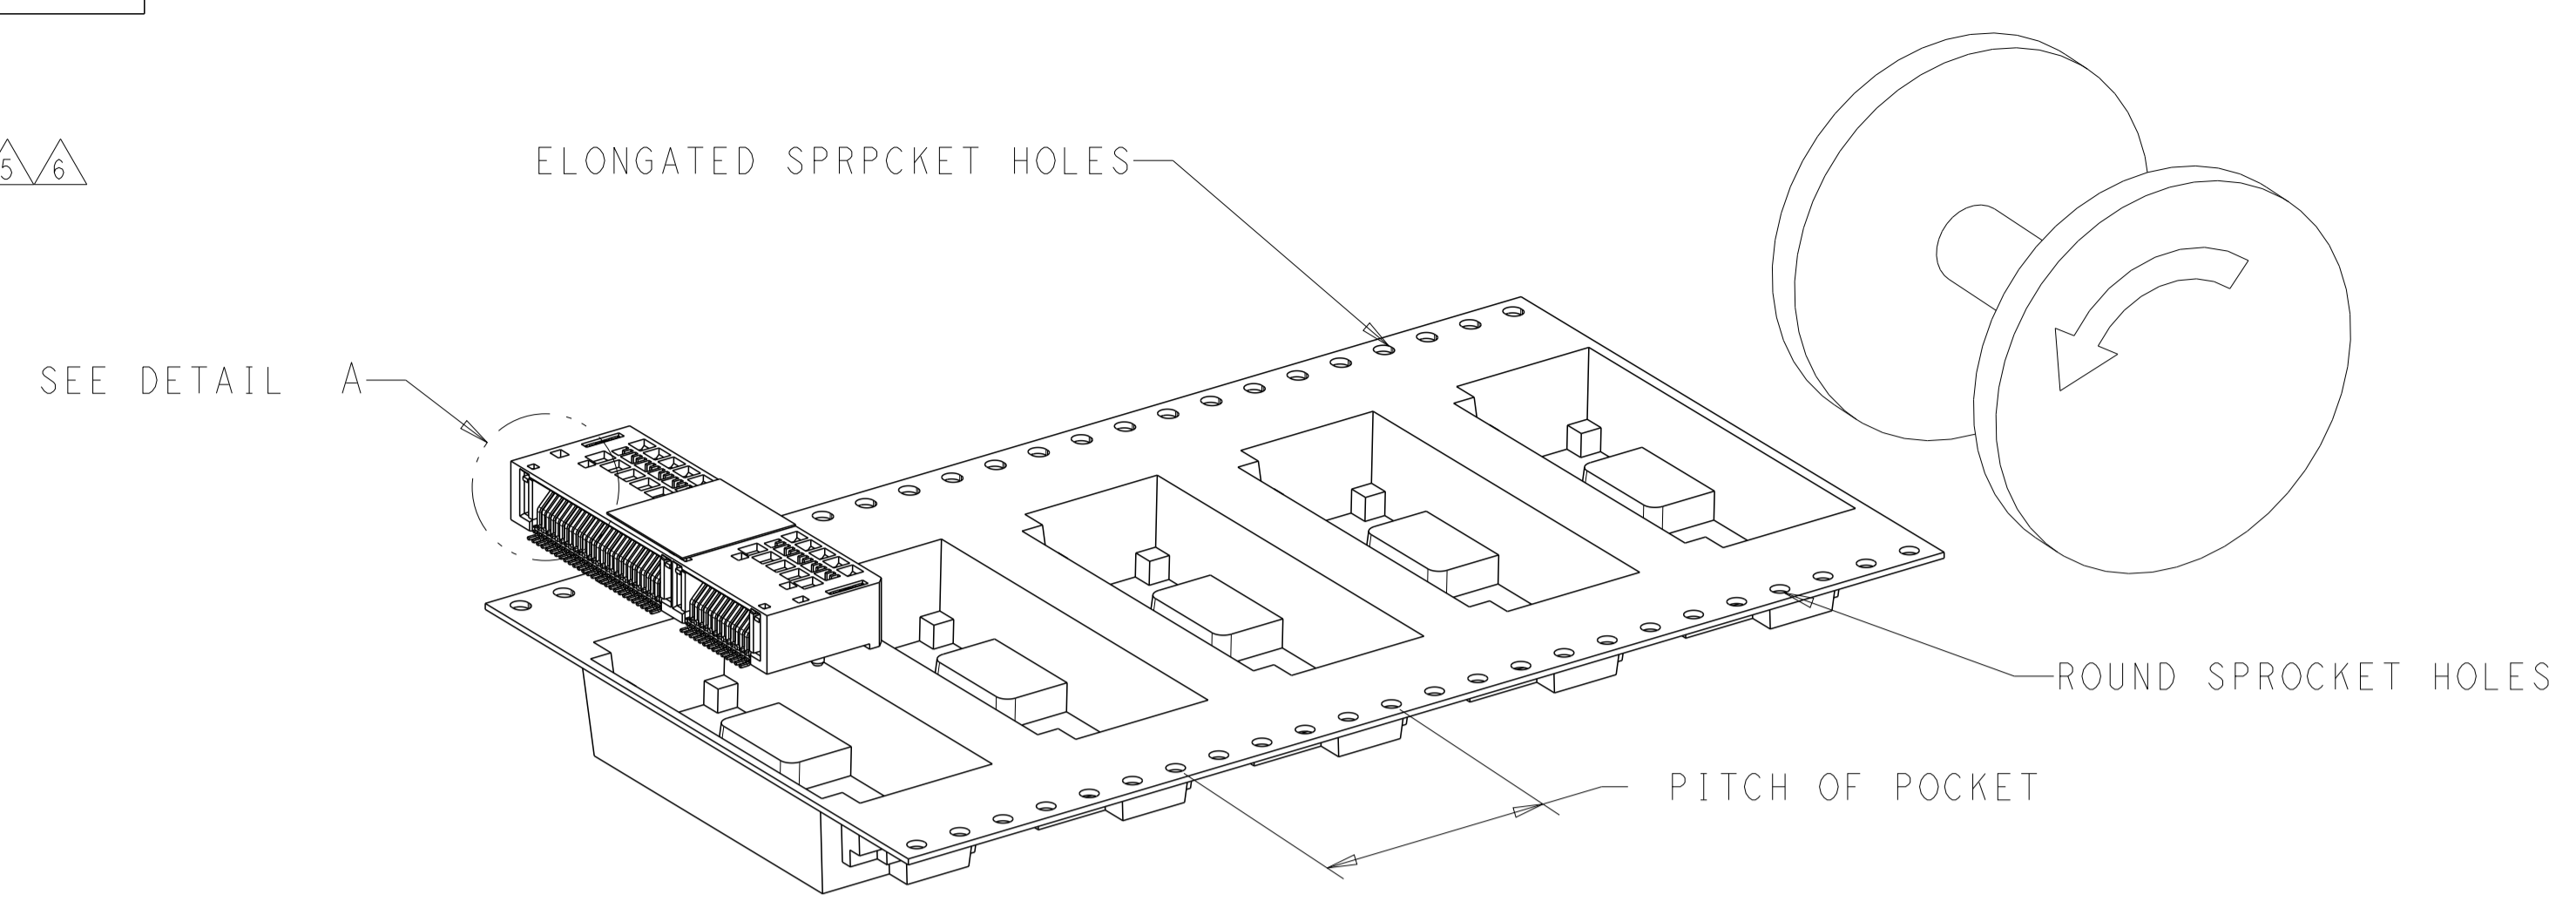 ELONGATED SPRPCKET HOLES
5 6
SEE DETAIL A
ROUND SPROCKET HOLES
PITCH OF POCKET